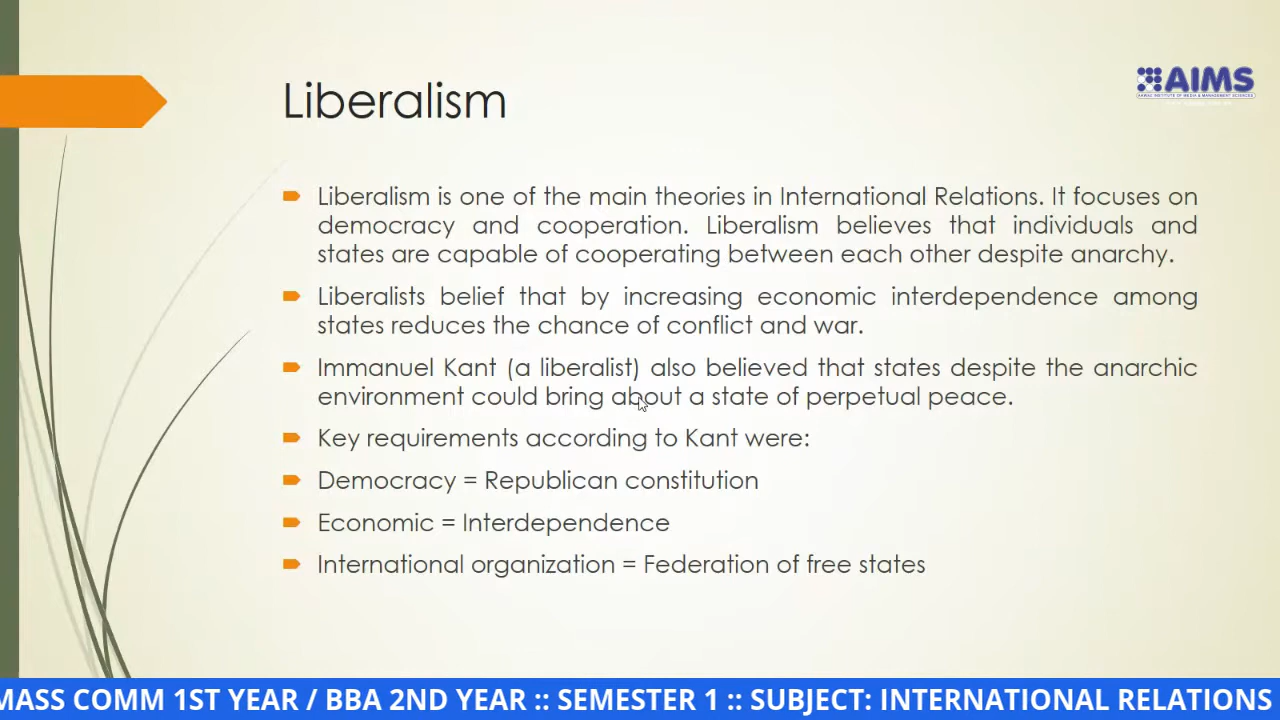 Liberalism
AIMS
Liberalism is one of the main theories in International Relations. It focuses on
democracy and cooperation. Liberalism believes that individuals and
states are capable of cooperating between each other despite anarchy.
Liberalists belief that by increasing economic interdependence among
states reduces the chance of conflict and war.
Immanuel Kant (a liberalist) also believed that states despite the anarchic
environment could bring about a state of perpetual peace.
Key requirements according to Kant were:
Democracy = Republican constitution
Economic = Interdependence
International organization = Federation of free states
MASS COMM 1ST YEAR / BBA 2ND YEAR :: SEMESTER 1 :: SUBJECT: INTERNATIONAL RELATIONS